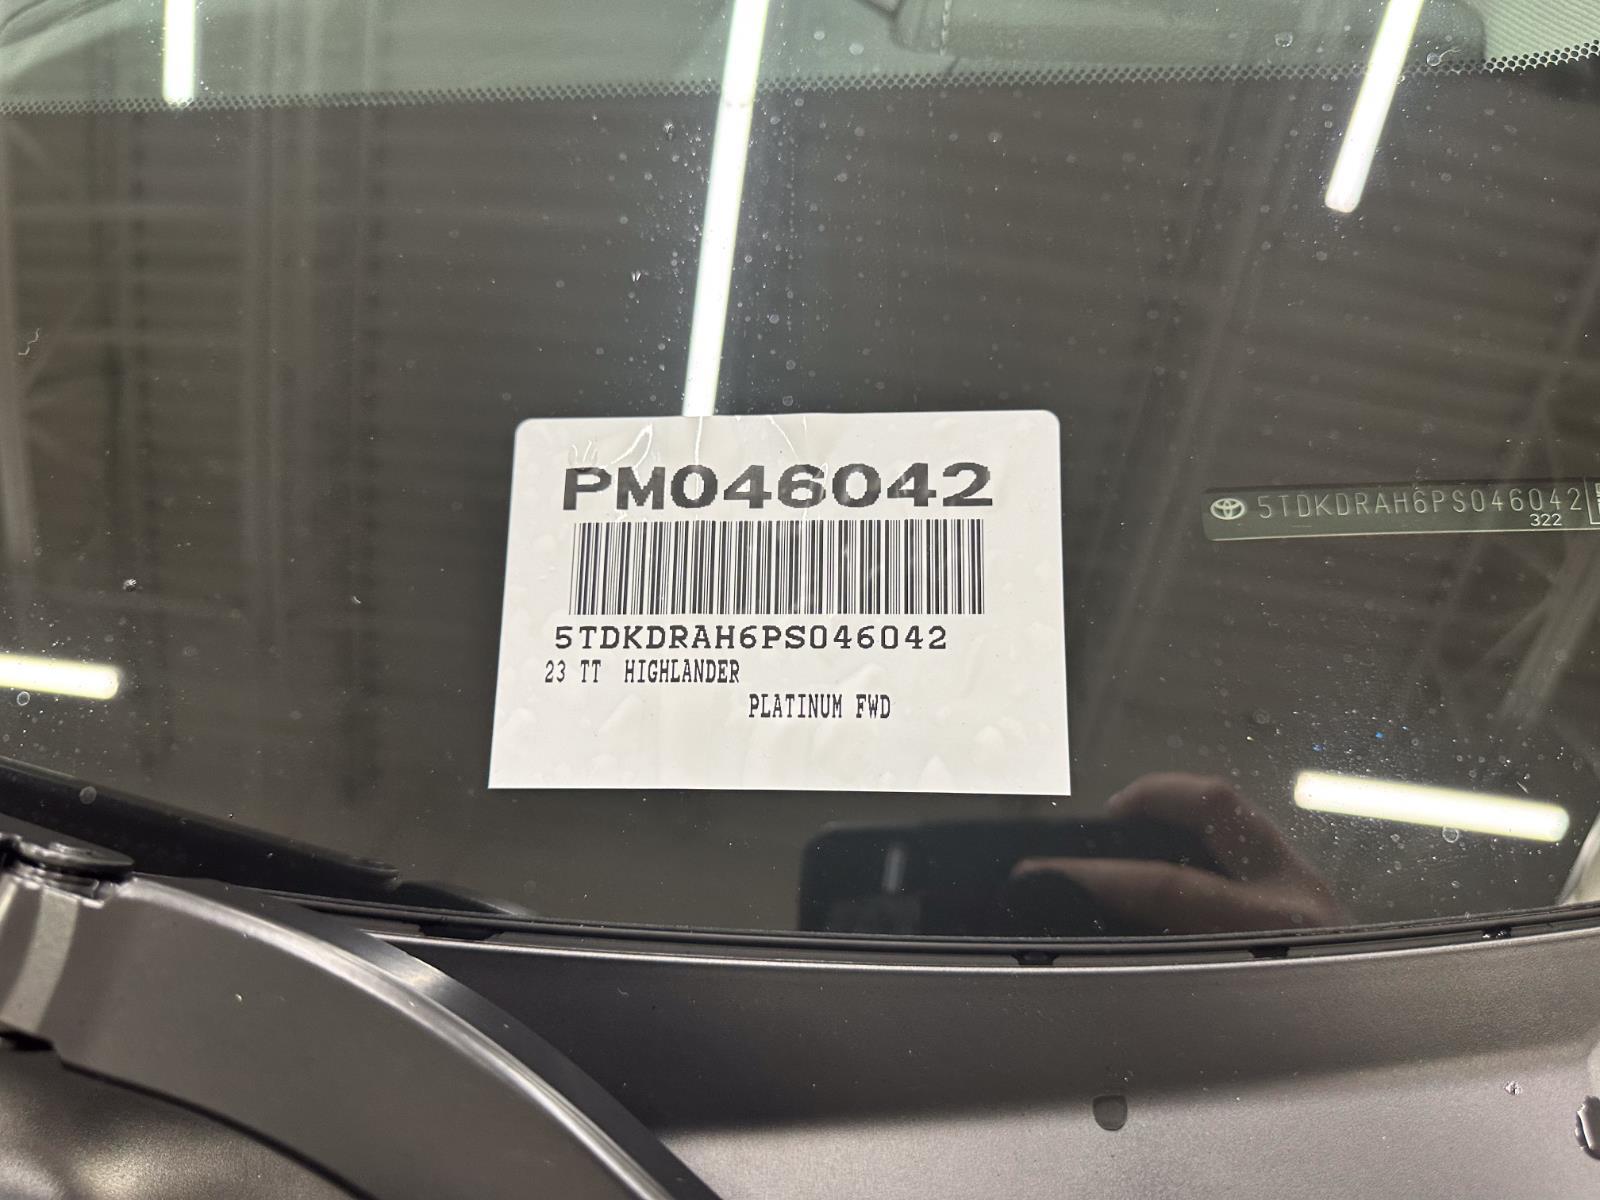 PM046042
5TDKDRAH6PS046042
23 TT HIGHLANDER
PLATINUM FWD
5TDKDRAH6PS046042
322